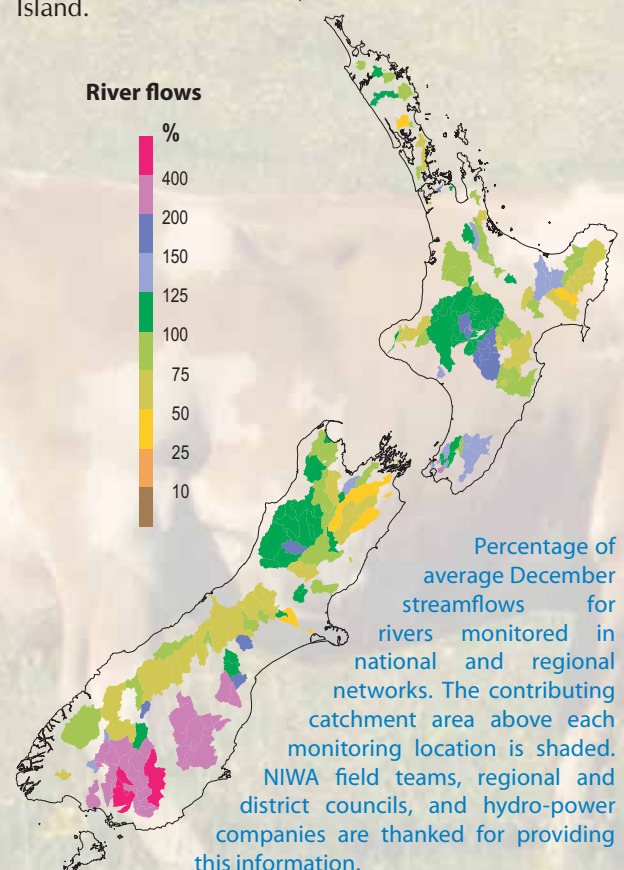 Island.
River flows
%
400
200
150
125
100
75
50
25
10
Percentage of
average December
streamflows for
rivers monitored in
national and regional
networks. The contributing
catchment area above each
monitoring location is shaded.
NIWA field teams, regional and
district councils, and hydro-power
companies are thanked for providing
this information.